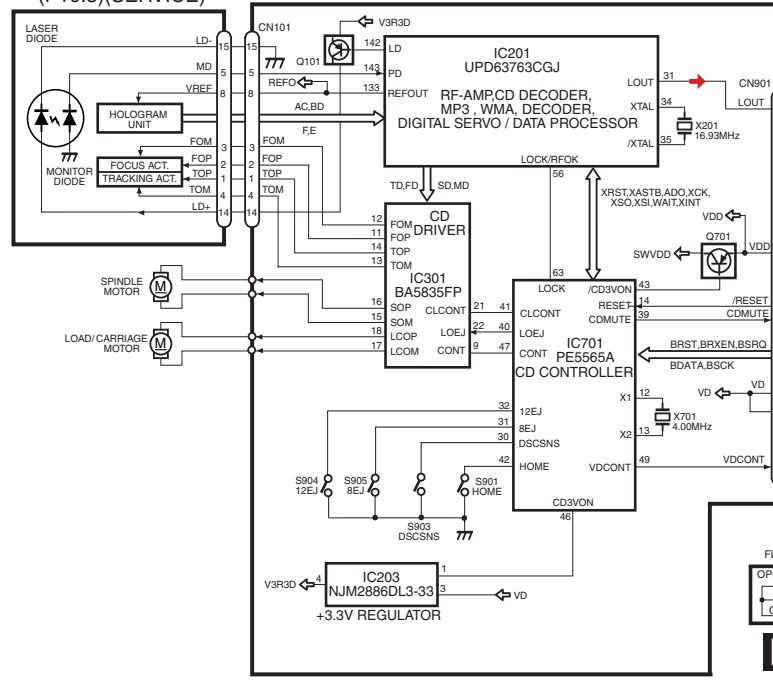 LASER
DIODE
LD-
15
15
CN101
MD
5
5
VREF
8
8
HOLOGRAM
UNIT
FOM
3
3
FOM
FOCUS ACT.
FOP
2
2
FOP
TRACKING ACT.
TOP
1
1
TOP
MONITOR
DIODE
TOM
4
4
TOM
LD+
14
14
V3R3D
Q101
142
LD
143
PD
REFO
133
REFOUT
AC,BD
F,E
IC201
UPD63763CGJ
RF-AMP,CD DECODER,
MP3 , WMA, DECODER,
DIGITAL SERVO / DATA PROCESSOR
LOUT
31
CN901
LOUT
XTAL
34
X201
16.93MHz
/XTAL
35
LOCK/RFOK
56
TD,FD
SD,MD
XRST,XASTB,ADO,XCK,
XSO,XSI,WAIT,XINT
12
FOM
11
FOP
14
TOP
13
TOM
CD
DRIVER
IC301
BA5835FP
16
SOP
15
SOM
18
LCOP
17
LCOM
CLCONT
21
41
CLCONT
LOEJ
22
40
LOEJ
CONT
9
47
CONT
SPINDLE
MOTOR
M
LOAD/CARRIAGE
MOTOR
M
63
LOCK
VDD
Q701
VDD
SWVDD
/CD3VON
43
RESET
14
/RESET
CDMUTE
39
CDMUTE
IC701
PE5565A
CD CONTROLLER
BRST,BRXEN,BSRQ
BDATA,BSCK
VD
VD
X1
12
X701
4.00MHz
X2
13
32
12EJ
31
8EJ
30
DSCSNS
42
HOME
VDCONT
49
VDCONT
S904
12EJ
S905
8EJ
S901
HOME
S903
DSCSNS
CD3VON
46
V3R3D
4
IC203
NJM2886DL3-33
1
3
VD
+3.3V REGULATOR